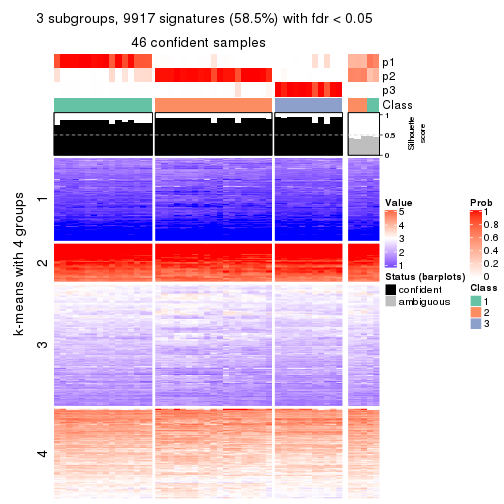 3 subgroups, 9917 signatures (58.5%) with fdr < 0.05
46 confident samples
p1
p2
p3
Class
1
0.5
0
Silhouette
score
k-means with 4 groups
1
2
3
4
Value
5
4
3
2
1
Status (barplots)
confident
ambiguous
Prob
1
0.8
0.6
0.4
0.2
0
Class
1
2
3